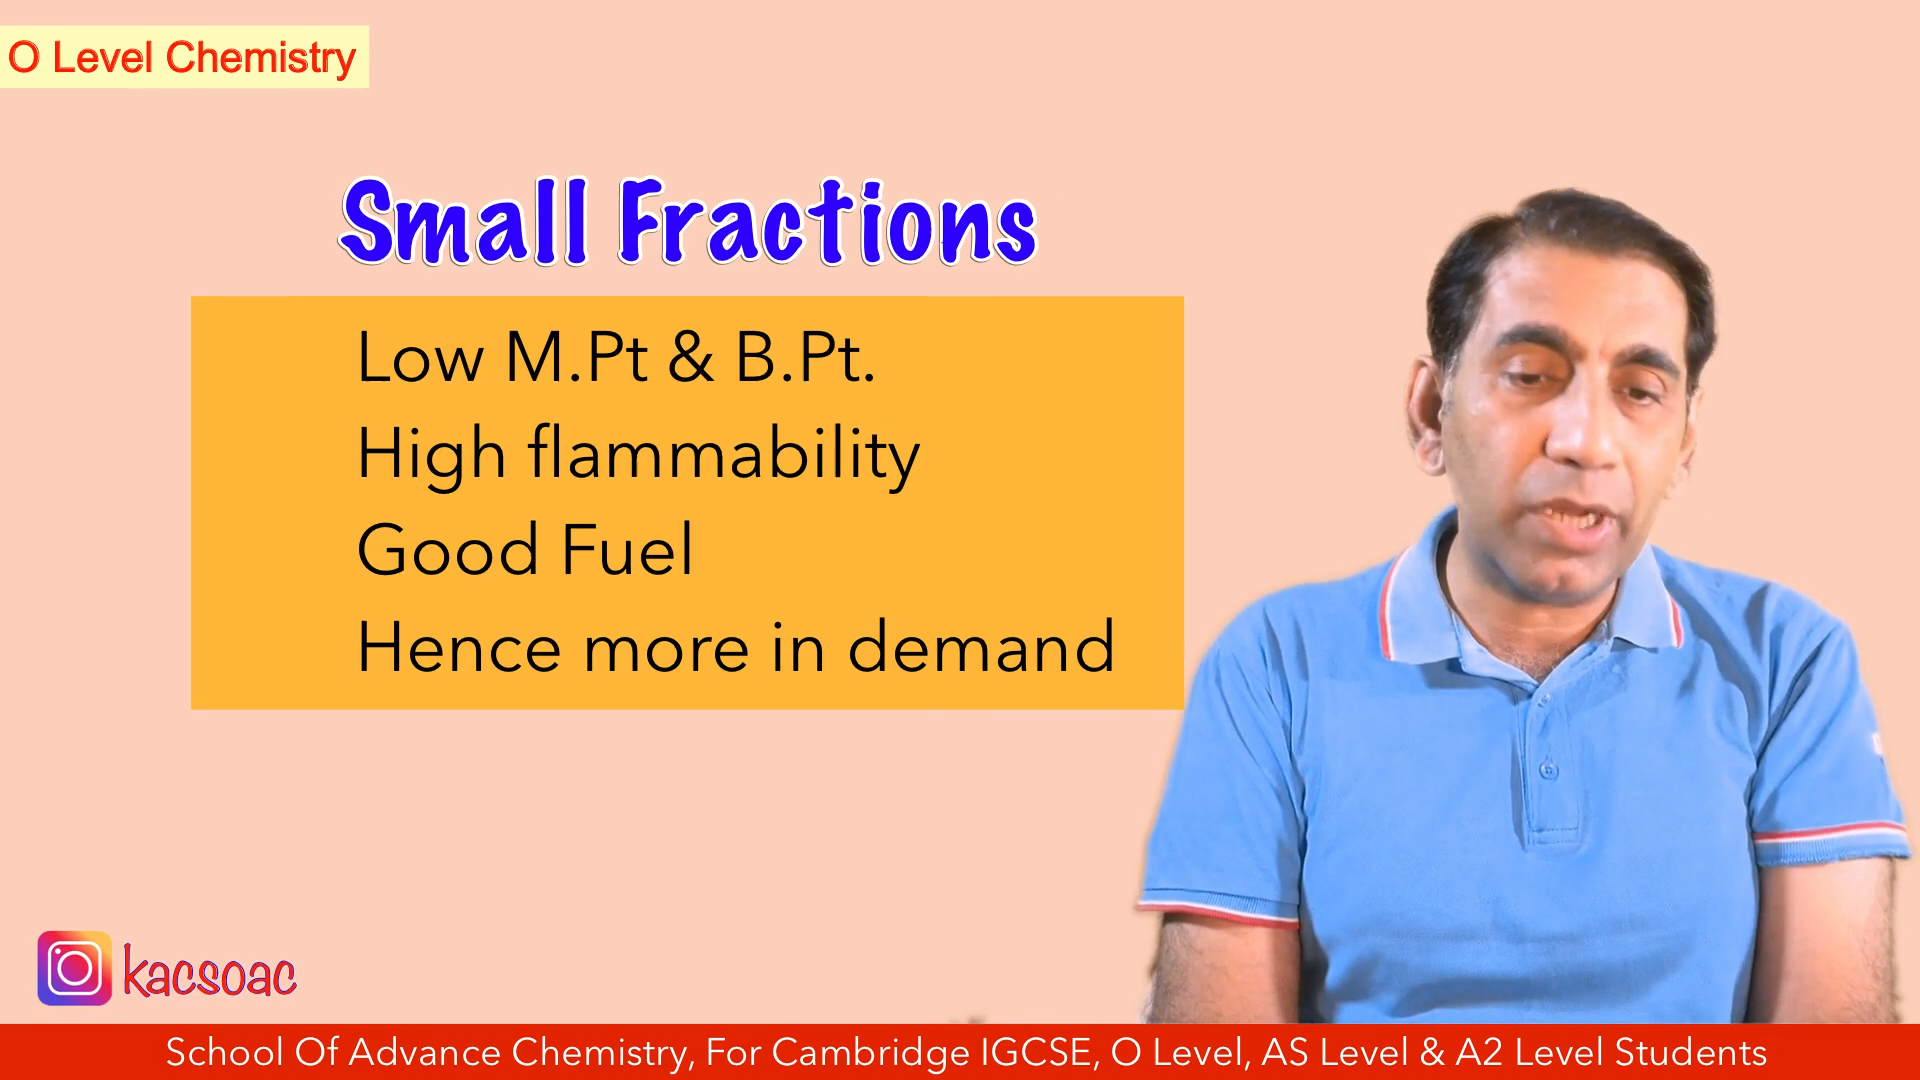 O Level Chemistry
Small Fractions
Low M.Pt & B.Pt.
High flammability
Good Fuel
Hence more in demand
kacsoac
School Of Advance Chemistry, For Cambridge IGCSE, O Level, AS Level & A2 Level Students